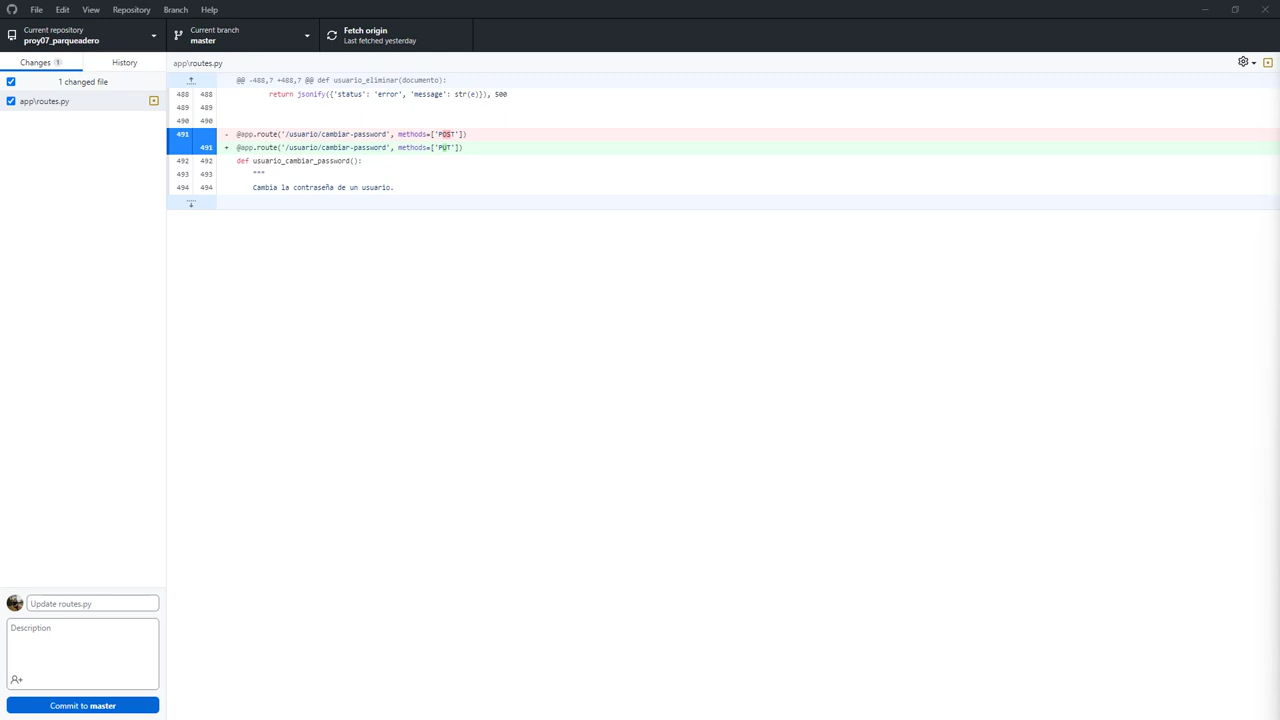 File Edit View Repository Branch Help
Current repository
proy07_parqueadero
Current branch
master
Fetch origin
Last fetched yesterday
Changes 1 History
app\routes.py
1 changed file
app\routes.py
@@ -488,7 +488,7 @@ def usuario_eliminar(documento):
488 488 return jsonify({'status': 'error', 'message': str(e)}), 500
489 489
490 490
491 - @app.route('/usuario/cambiar-password', methods=['POST'])
491 + @app.route('/usuario/cambiar-password', methods=['PUT'])
492 492 def usuario_cambiar_password():
493 493 """
494 494 Cambia la contraseña de un usuario.
Update routes.py
Description
Commit to master